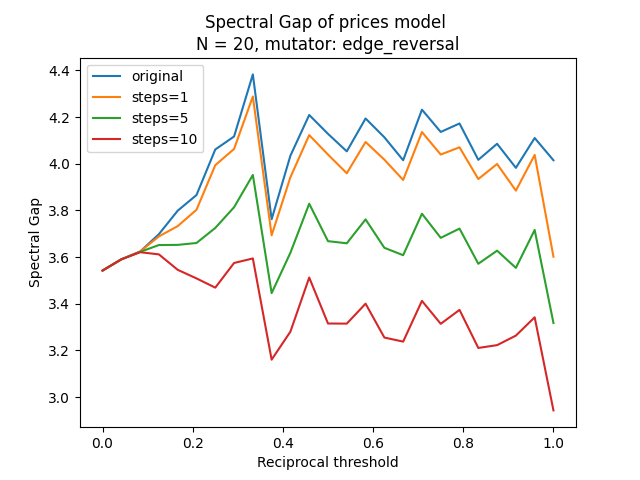 Spectral Gap of prices model
N = 20, mutator: edge_reversal
original
steps=1
steps=5
steps=10
Spectral Gap
4.4
4.2
4.0
3.8
3.6
3.4
3.2
3.0
0.0 0.2 0.4 0.6 0.8 1.0
Reciprocal threshold